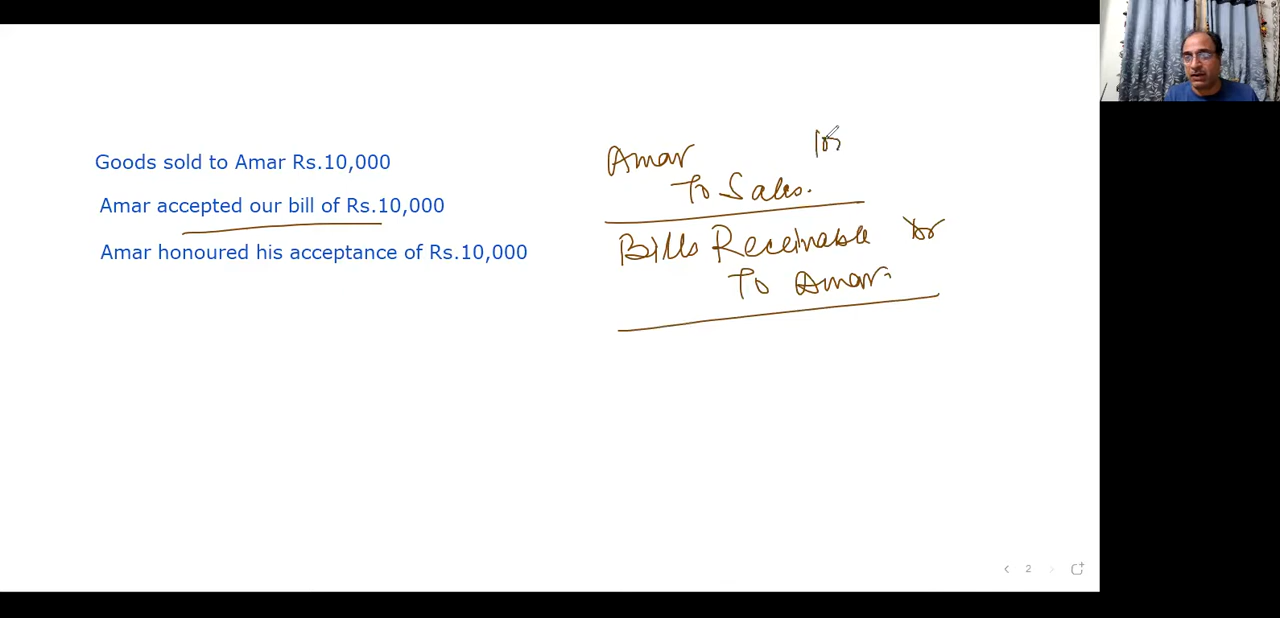 Goods sold to Amar Rs.10,000
Amar accepted our bill of Rs.10,000
Amar honoured his acceptance of Rs.10,000
Amar
To Sales.
Bills Receivable Dr
To Amar.
2